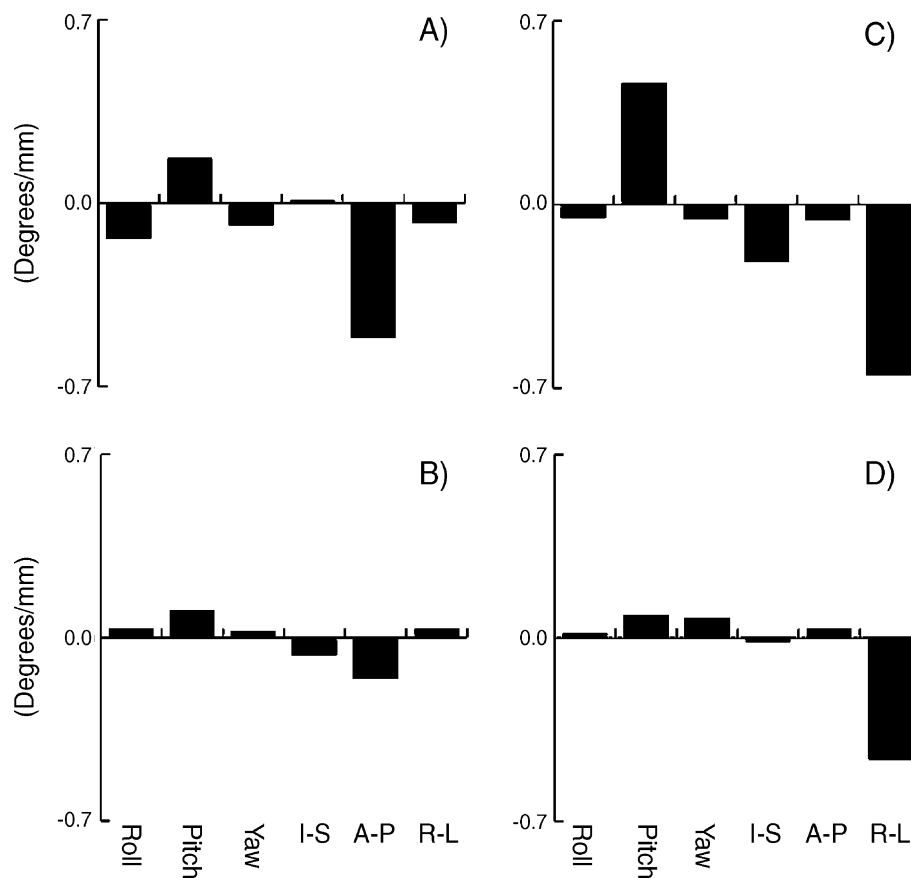 0.7
A)
(Degrees/mm)
0.0
-0.7
0.7
C)
0.0
-0.7
0.7
B)
(Degrees/mm)
0.0
-0.7
Roll
Pitch
Yaw
I-S
A-P
R-L
0.7
D)
0.0
-0.7
Roll
Pitch
Yaw
I-S
A-P
R-L